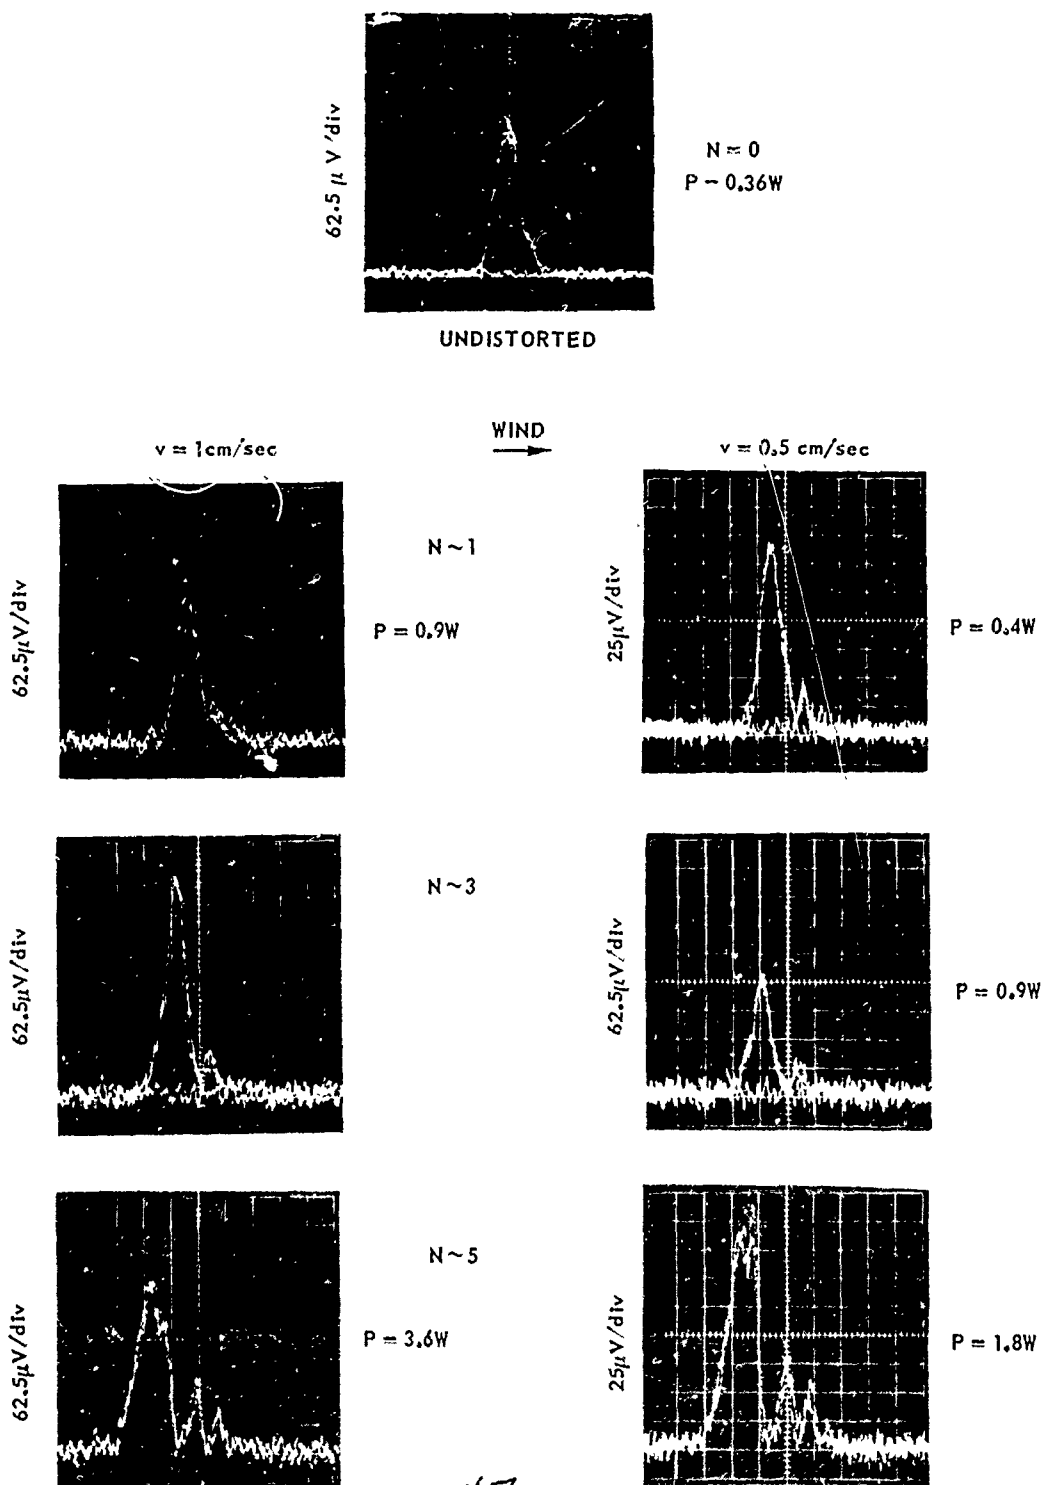 62.5 μV/div
N = 0
P ~ 0.36W
UNDISTORTED
WIND
v = 1cm/sec
v = 0.5 cm/sec
N ~ 1
62.5μV/div
P = 0.9W
25μV/div
P = 0.4W
N ~ 3
62.5μV/div
62.5μV/div
P = 0.9W
N ~ 5
62.5μV/div
P = 3.6W
25μV/div
P = 1.8W